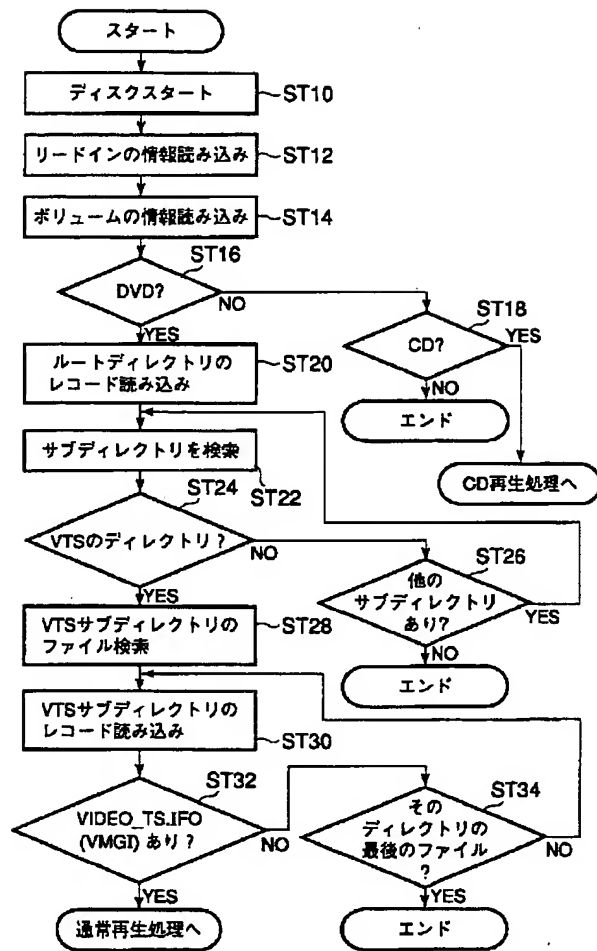 スタート
ディスクスタート
ST10
リードインの情報読み込み
ST12
ボリュームの情報読み込み
ST14
ST16
DVD?
NO
YES
ST18
CD?
YES
NO
エンド
CD再生処理へ
ルートディレクトリの
レコード読み込み
ST20
サブディレクトリを検索
ST22
ST24
VTSのディレクトリ？
NO
YES
ST26
他の
サブディレクトリ
あり?
YES
NO
エンド
VTSサブディレクトリの
ファイル検索
ST28
VTSサブディレクトリの
レコード読み込み
ST30
ST32
VIDEO_TS.IFO
(VMGI) あり？
NO
YES
通常再生処理へ
ST34
その
ディレクトリの
最後のファイル
?
NO
YES
エンド